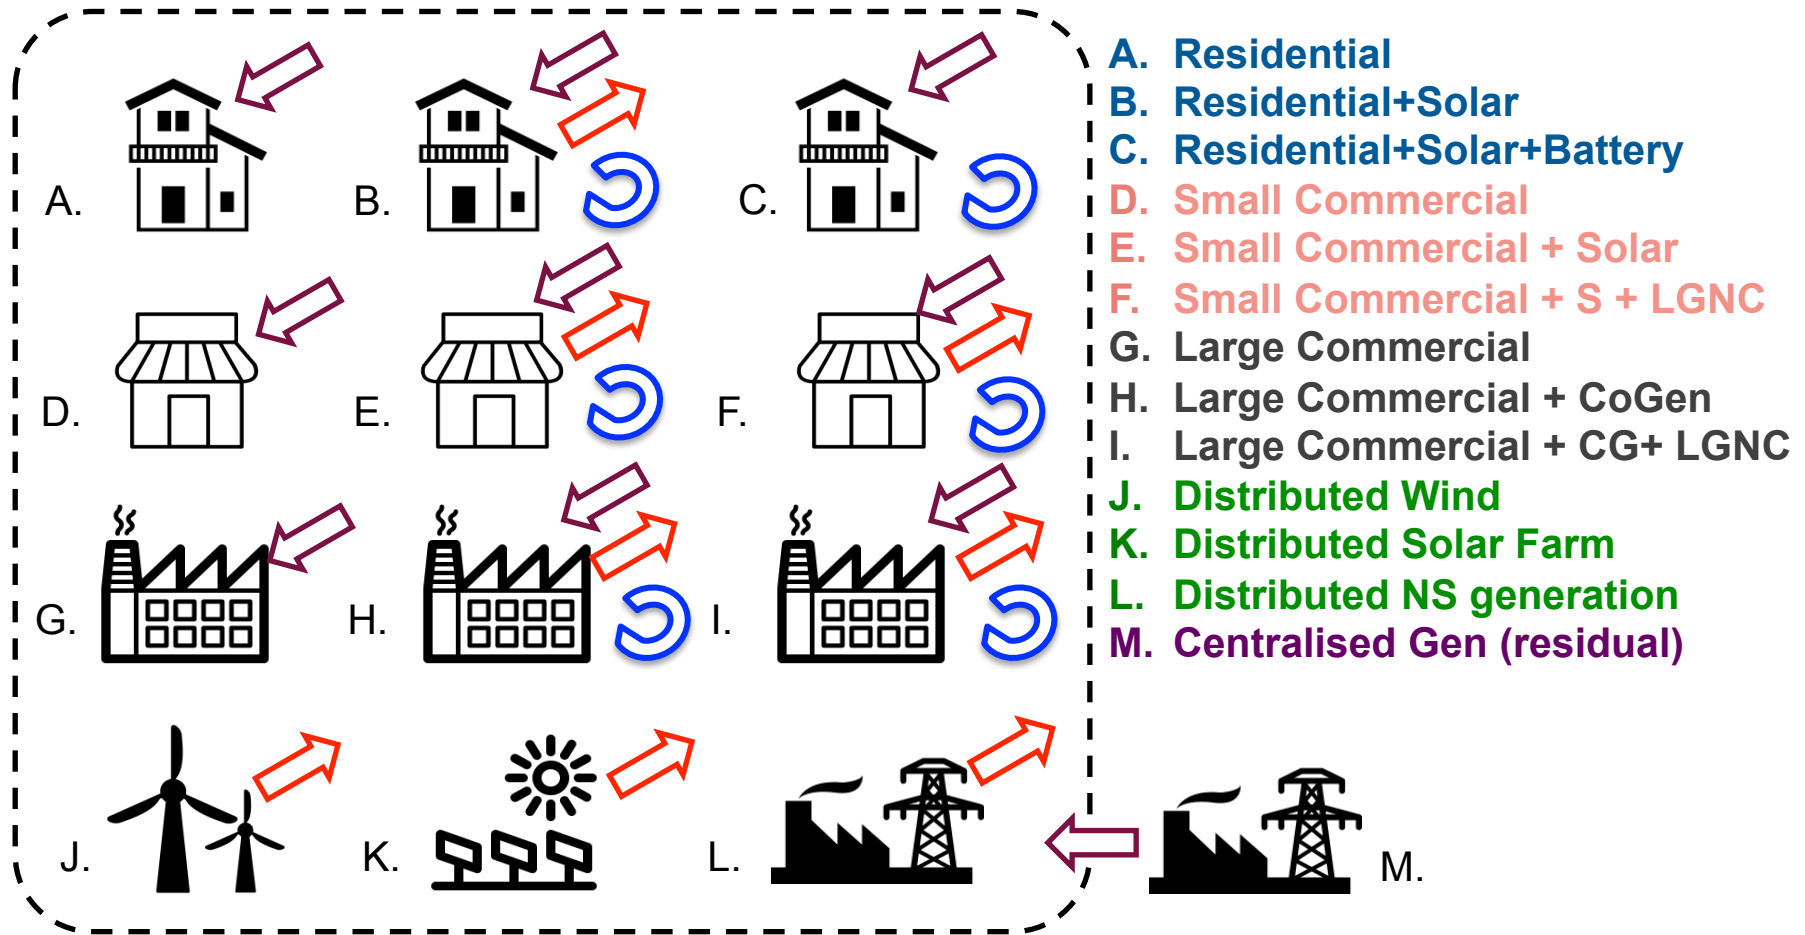 A. Residential
B. Residential+Solar
C. Residential+Solar+Battery
D. Small Commercial
E. Small Commercial + Solar
F. Small Commercial + S + LGNC
G. Large Commercial
H. Large Commercial + CoGen
I. Large Commercial + CG+ LGNC
J. Distributed Wind
K. Distributed Solar Farm
L. Distributed NS generation
M. Centralised Gen (residual)
A.
B.
C.
D.
E.
F.
G.
H.
I.
J.
K.
L.
M.